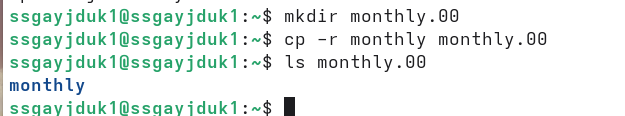 ssgayjduk1@ssgayjduk1:~$ mkdir monthly.00
ssgayjduk1@ssgayjduk1:~$ cp -r monthly monthly.00
ssgayjduk1@ssgayjduk1:~$ ls monthly.00
monthly
ssgayjduk1@ssgayjduk1:~$